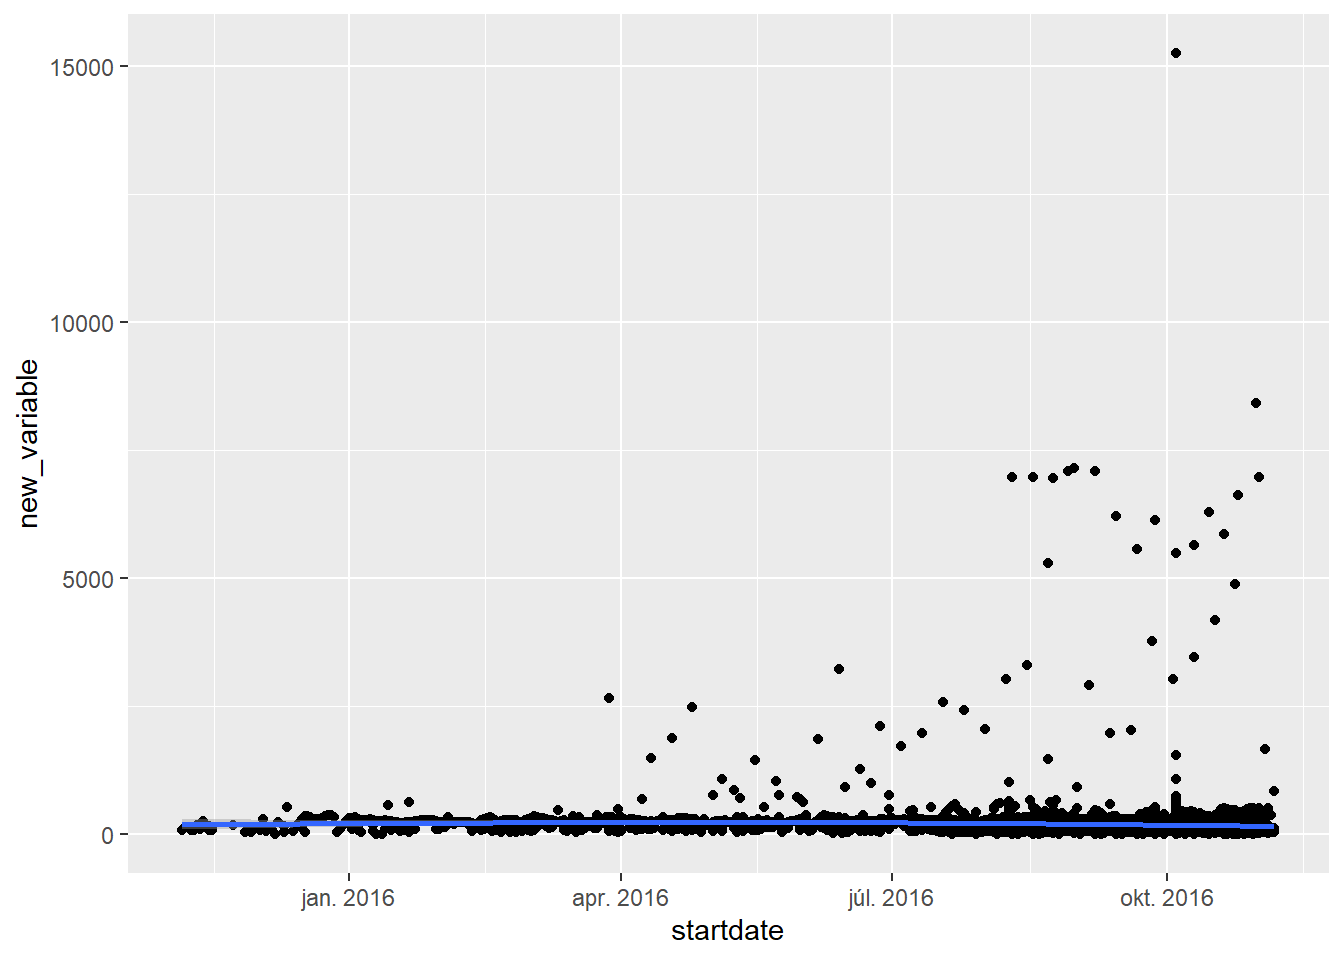 15000
10000
5000
0
new_variable
jan. 2016
apr. 2016
júl. 2016
okt. 2016
startdate